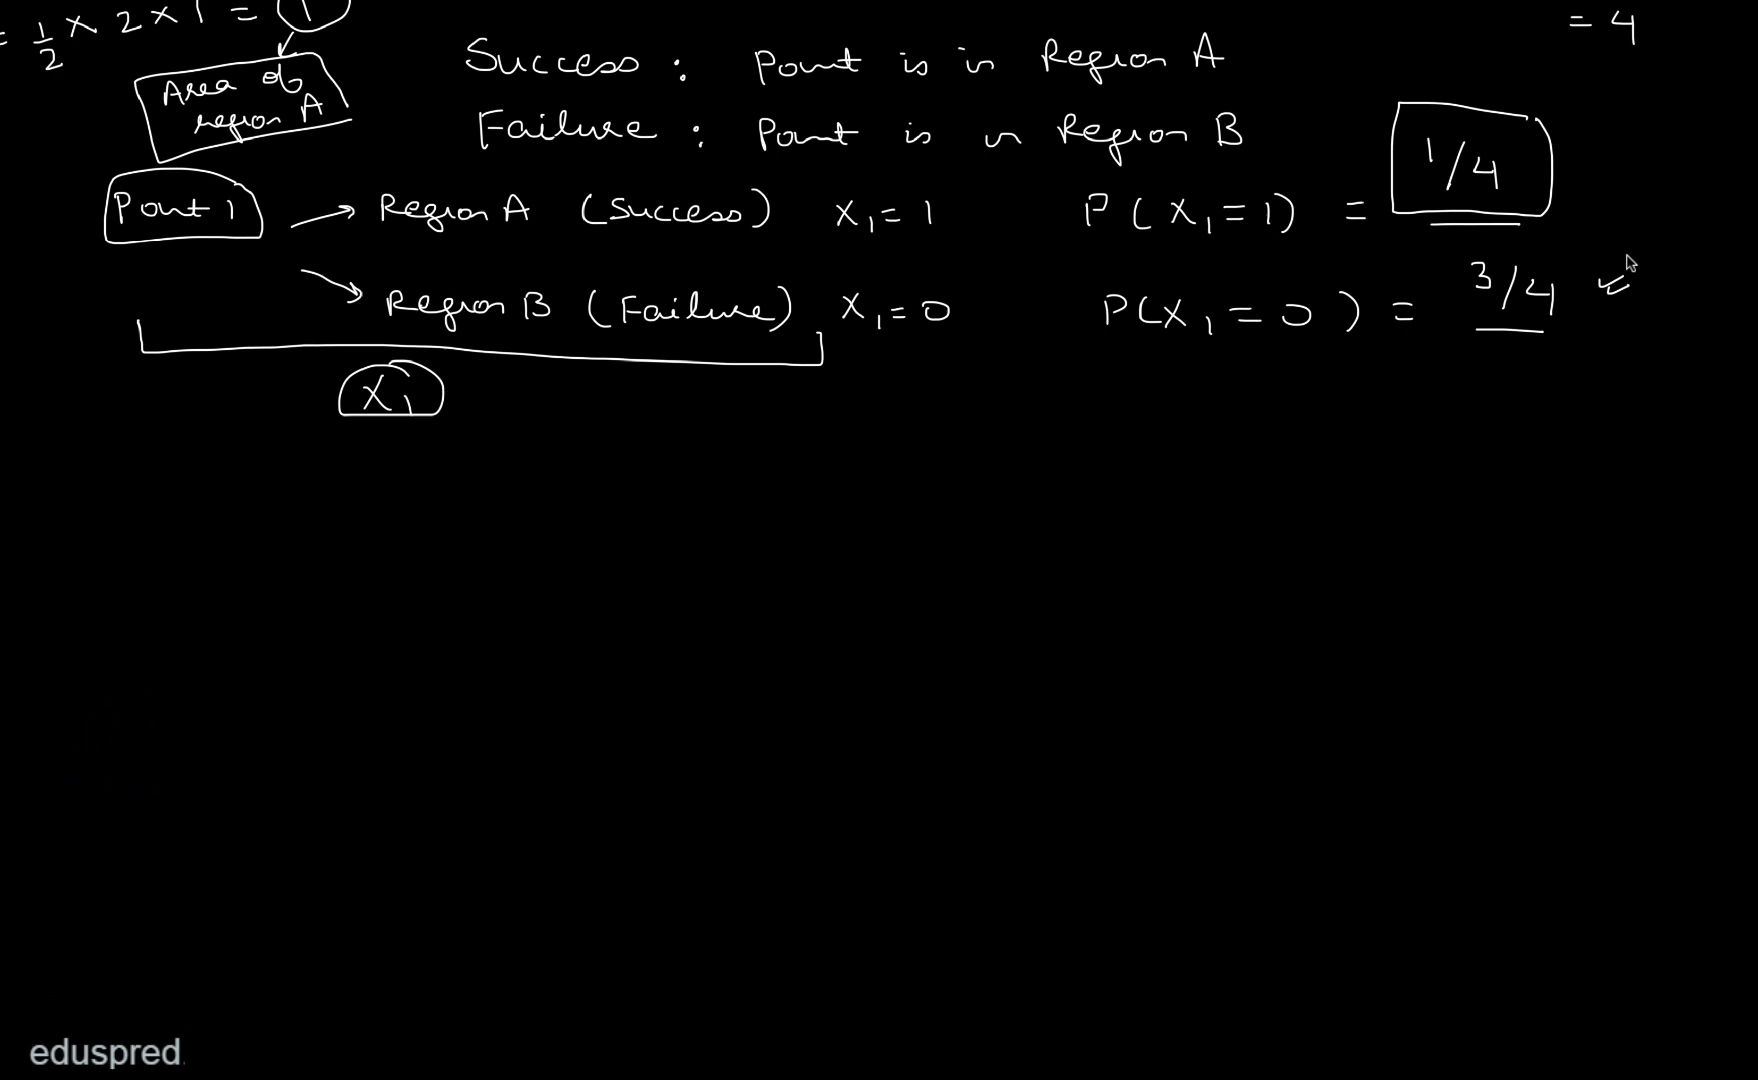 = 1/2 × 2 × 1 = 1
= 4
Area of region A
Success : Point is in Region A
Failure : Point is in Region B
Point 1 → Region A (Success) X₁ = 1 P(X₁ = 1) = 1/4
→ Region B (Failure) X₁ = 0 P(X₁ = 0) = 3/4
X₁
eduspred.